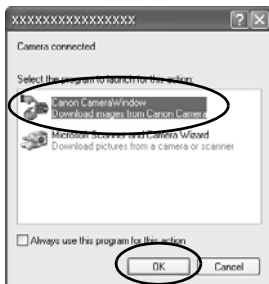 xxxxxxxxxxxxxxxxx
Camera connected
Select the program to launch for this action:
Canon CameraWindow
Download images from Canon Camera
Microsoft Scanner and Camera Wizard
Download pictures from a camera or scanner
Always use this program for this action
OK Cancel